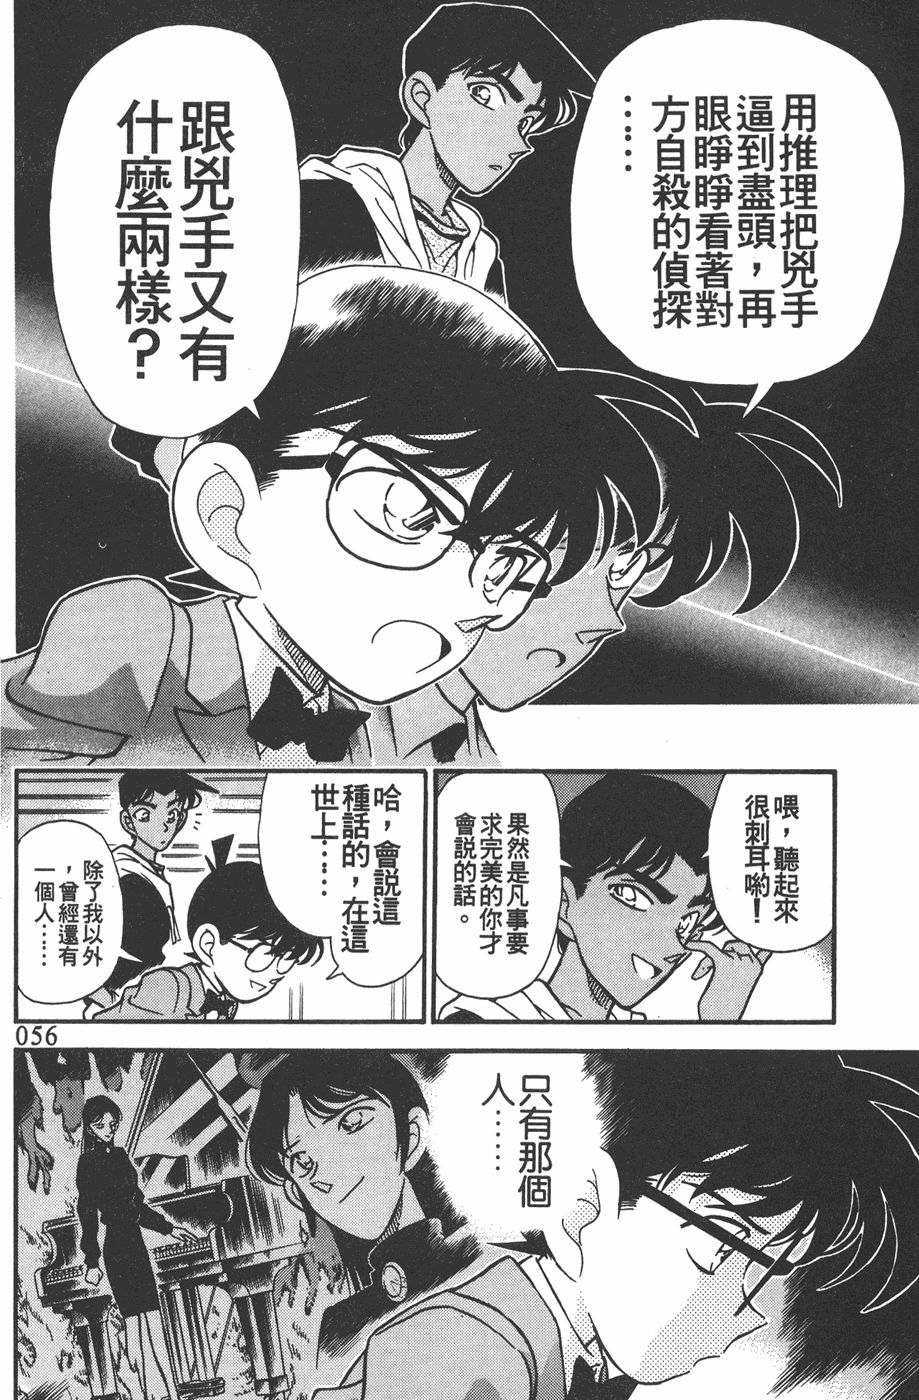 用推理把兇手
逼到盡頭，再
眼睜睜看著對
方自殺的偵探
……
跟兇手又有
什麼兩樣？
喂，聽起來
很刺耳喲！
果然是凡事要
求完美的你才
會說的話。
哈，會說這
種話的，在這
世上……
除了我以外
，曾經還有
一個人……
056
只有那個
人……